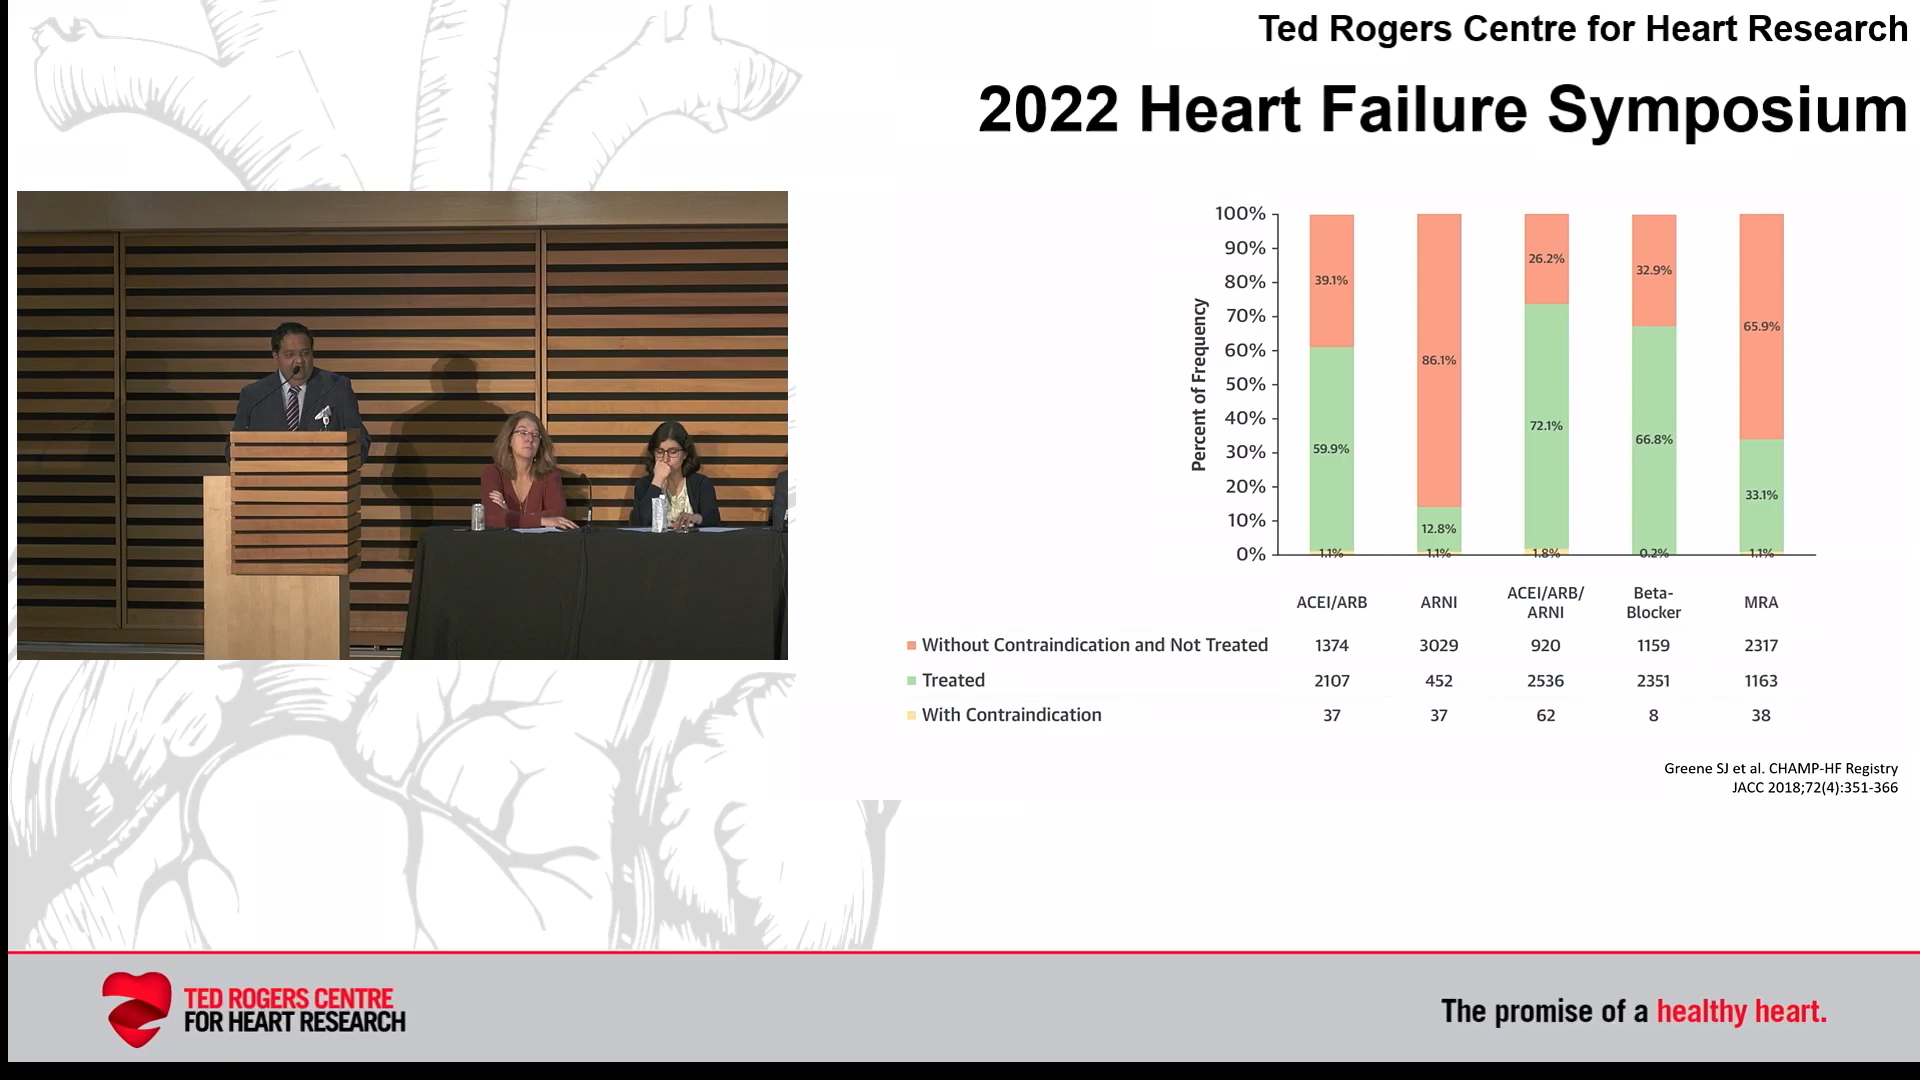 Ted Rogers Centre for Heart Research
2022 Heart Failure Symposium
Percent of Frequency
100%
90%
80%
70%
60%
50%
40%
30%
20%
10%
0%
39.1%
59.9%
1.1%
86.1%
12.8%
1.1%
26.2%
72.1%
1.8%
32.9%
66.8%
0.2%
65.9%
33.1%
1.1%
ACEI/ARB ARNI ACEI/ARB/ Beta- MRA
ARNI Blocker
Without Contraindication and Not Treated 1374 3029 920 1159 2317
Treated 2107 452 2536 2351 1163
With Contraindication 37 37 62 8 38
Greene SJ et al. CHAMP-HF Registry
JACC 2018;72(4):351-366
TED ROGERS CENTRE
FOR HEART RESEARCH
The promise of a healthy heart.